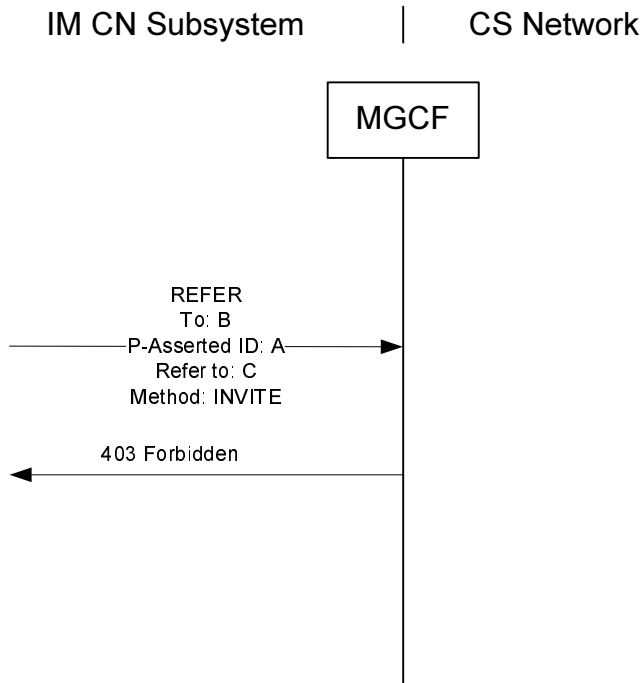 IM CN Subsystem | CS Network
MGCF
REFER
To: B
P-Asserted ID: A
Refer to: C
Method: INVITE
403 Forbidden